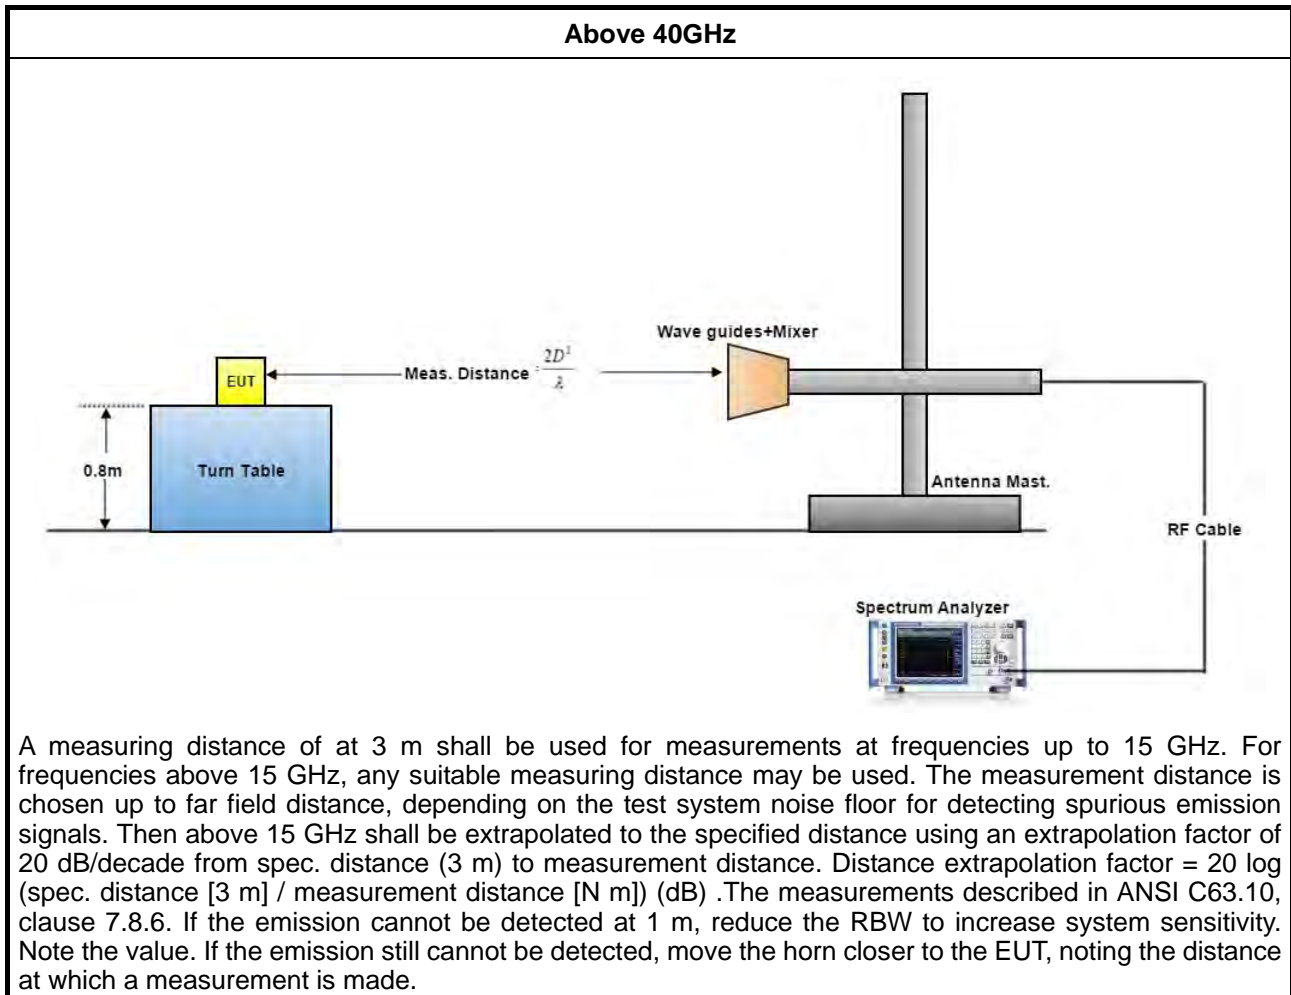 Above 40GHz
Wave guides+Mixer
EUT
Meas. Distance
2D²
λ
0.8m
Turn Table
Antenna Mast.
RF Cable
Spectrum Analyzer
A measuring distance of at 3 m shall be used for measurements at frequencies up to 15 GHz. For
frequencies above 15 GHz, any suitable measuring distance may be used. The measurement distance is
chosen up to far field distance, depending on the test system noise floor for detecting spurious emission
signals. Then above 15 GHz shall be extrapolated to the specified distance using an extrapolation factor of
20 dB/decade from spec. distance (3 m) to measurement distance. Distance extrapolation factor = 20 log
(spec. distance [3 m] / measurement distance [N m]) (dB) .The measurements described in ANSI C63.10,
clause 7.8.6. If the emission cannot be detected at 1 m, reduce the RBW to increase system sensitivity.
Note the value. If the emission still cannot be detected, move the horn closer to the EUT, noting the distance
at which a measurement is made.